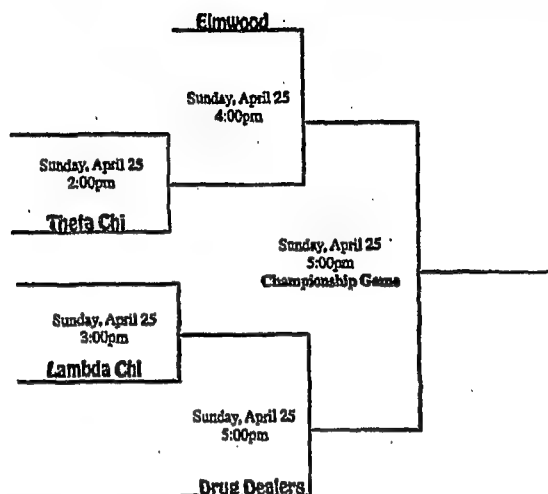 Elmwood
Sunday, April 25
4:00pm
Sunday, April 25
2:00pm
Theta Chi
Sunday, April 25
5:00pm
Championship Game
Sunday, April 25
3:00pm
Lambda Chi
Sunday, April 25
5:00pm
Drug Dealers